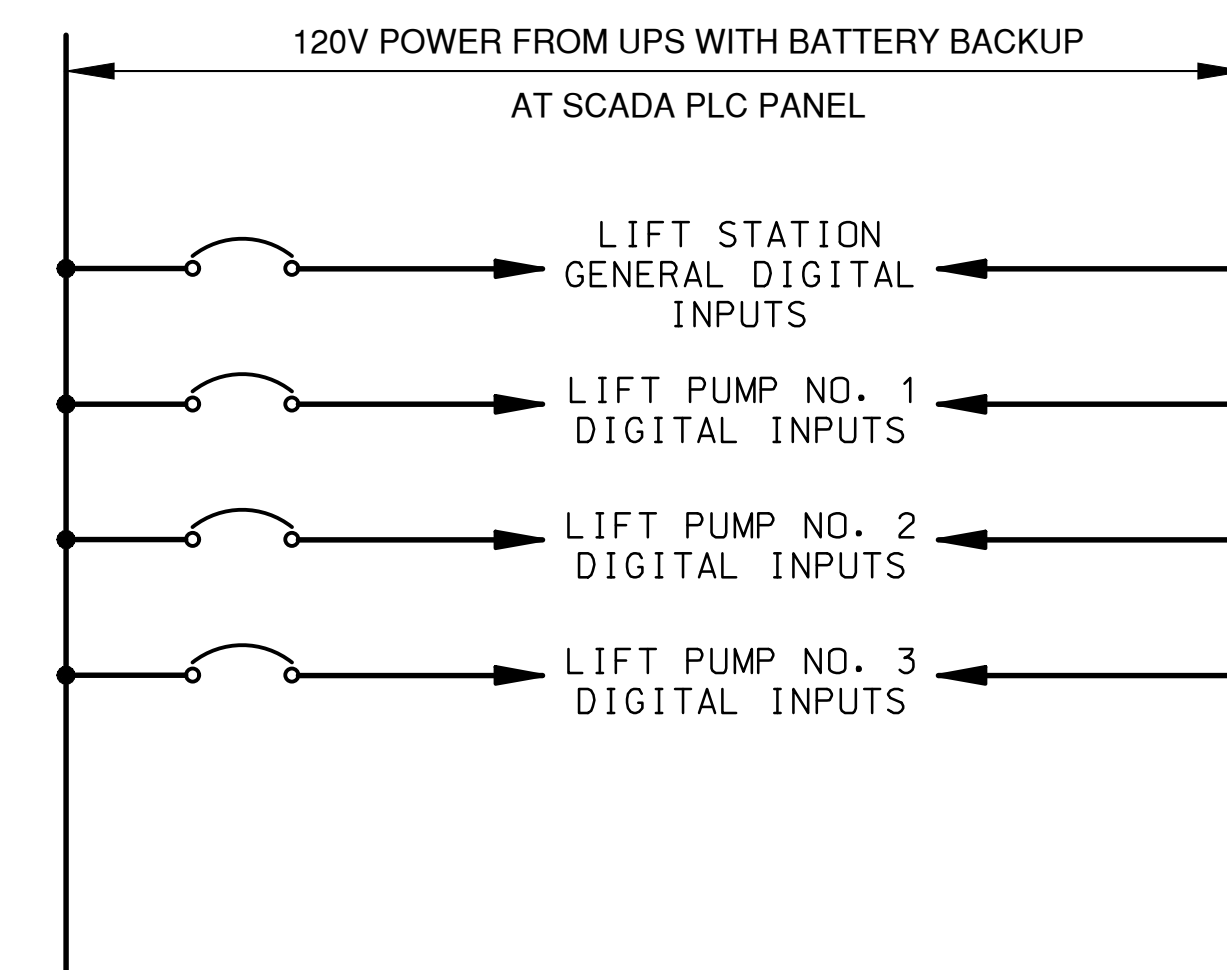 120V POWER FROM UPS WITH BATTERY BACKUP
AT SCADA PLC PANEL
LIFT STATION
GENERAL DIGITAL
INPUTS
LIFT PUMP NO. 1
DIGITAL INPUTS
LIFT PUMP NO. 2
DIGITAL INPUTS
LIFT PUMP NO. 3
DIGITAL INPUTS